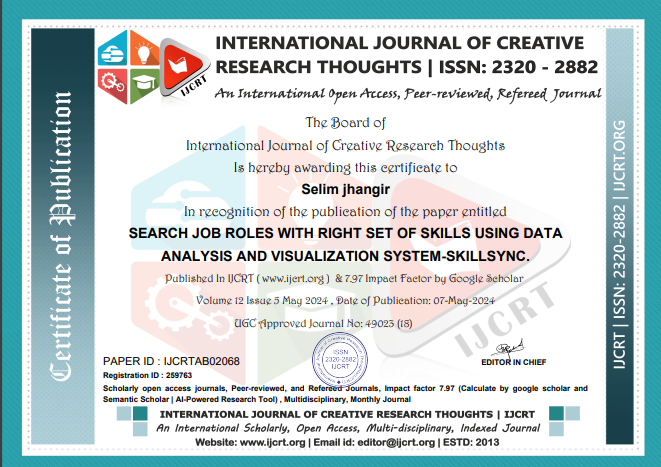 INTERNATIONAL JOURNAL OF CREATIVE
RESEARCH THOUGHTS | ISSN: 2320 - 2882
An International Open Access, Peer-reviewed, Refereed Journal
IJCRT
Certificate of Publication
The Board of
International Journal of Creative Research Thoughts
Is hereby awarding this certificate to
Selim jhangir
In recognition of the publication of the paper entitled
SEARCH JOB ROLES WITH RIGHT SET OF SKILLS USING DATA
ANALYSIS AND VISUALIZATION SYSTEM-SKILLSYNC.
Published In IJCRT ( www.ijcrt.org ) & 7.97 Impact Factor by Google Scholar
Volume 12 Issue 5 May 2024 , Date of Publication: 07-May-2024
UGC Approved Journal No: 49023 (18)
IJCRT
PAPER ID : IJCRTAB02068
Registration ID : 259763
ISSN
2320-2882
IJCRT
EDITOR IN CHIEF
Scholarly open access journals, Peer-reviewed, and Refereed Journals, Impact factor 7.97 (Calculate by google scholar and
Semantic Scholar | AI-Powered Research Tool) , Multidisciplinary, Monthly Journal
INTERNATIONAL JOURNAL OF CREATIVE RESEARCH THOUGHTS | IJCRT
An International Scholarly, Open Access, Multi-disciplinary, Indexed Journal
Website: www.ijcrt.org | Email id: editor@ijcrt.org | ESTD: 2013
IJCRT | ISSN: 2320-2882 | IJCRT.ORG